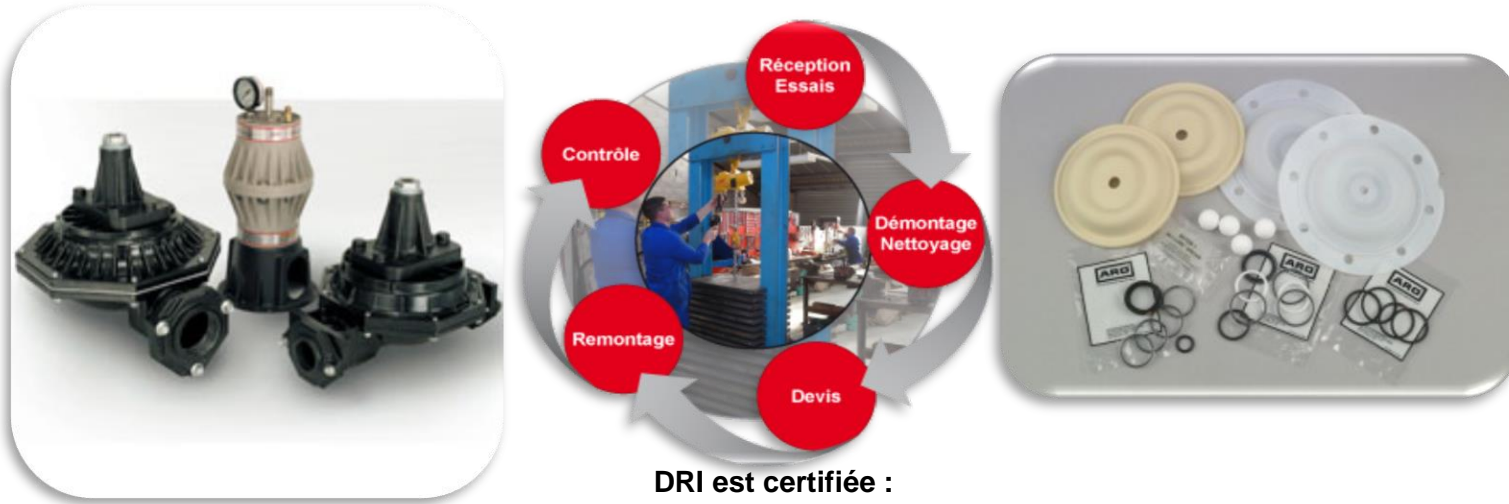 Réception
Essais
Contrôle
Démontage
Nettoyage
Remontage
Devis
ARO
ARO
ARO
DRI est certifiée :